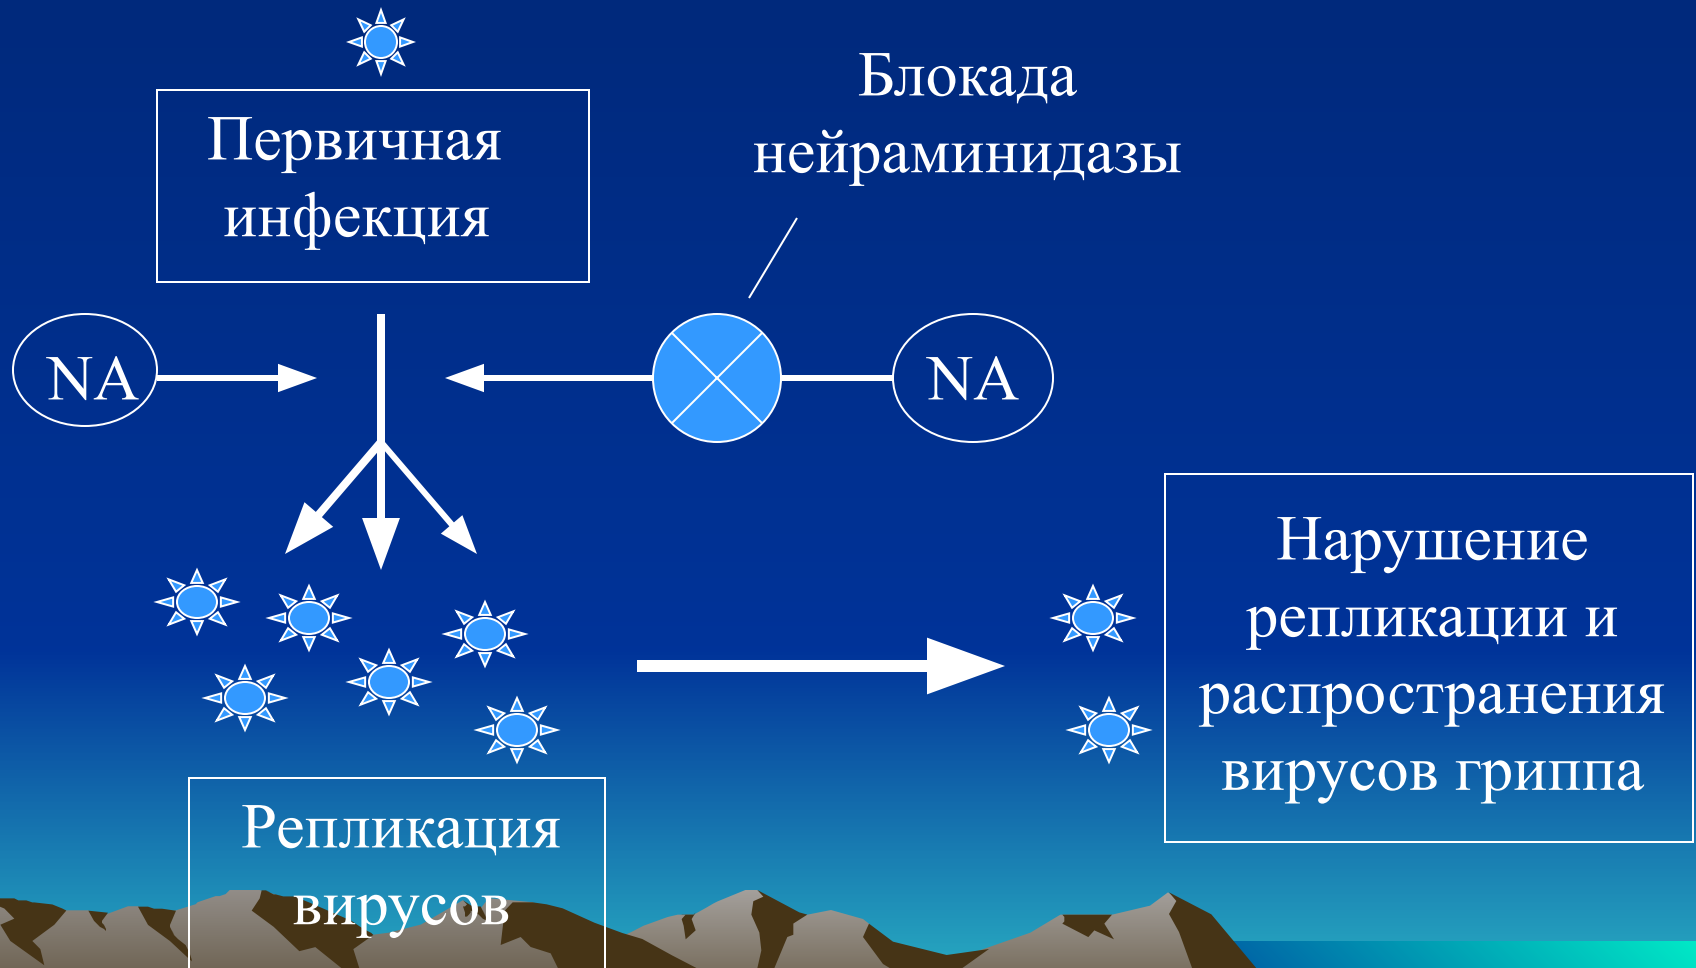 Первичная
инфекция
Блокада
нейраминидазы
NA
NA
Нарушение
репликации и
распространения
вирусов гриппа
Репликация
вирусов